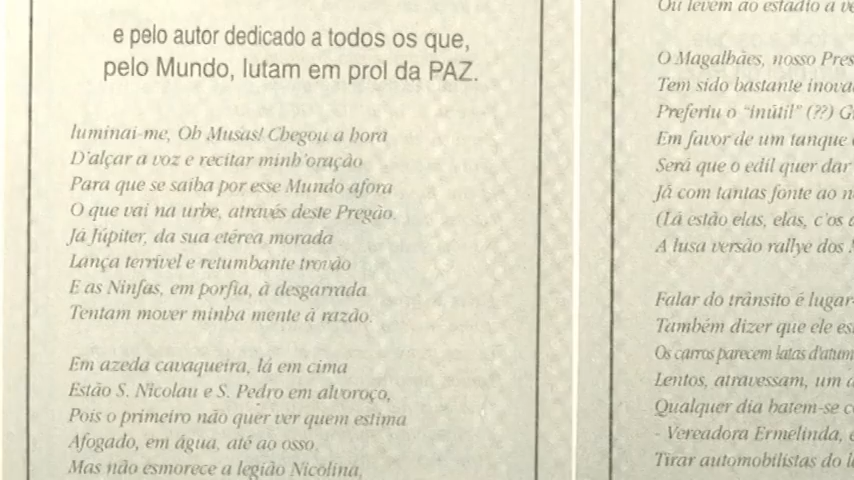 e pelo autor dedicado a todos os que,
pelo Mundo, lutam em prol da PAZ.
luminai-me, Oh Musas! Chegou a hora
D'alçar a voz e recitar minh'oração
Para que se saiba por esse Mundo afora
O que vai na urbe, através deste Pregão.
Já Júpiter, da sua etérea morada
Lança terrível e retumbante trovão
E as Ninfas, em porfia, à desgarrada
Tentam mover minha mente à razão.
Em azeda cavaqueira, lá em cima
Estão S. Nicolau e S. Pedro em alvoroço,
Pois o primeiro não quer ver quem estima
Afogado, em água, até ao osso.
Mas não esmorece a legião Nicolina,
Ou levem ao estádio a
O Magalhães, nosso
Tem sido bastante
Preferiu o "inútil" (??)
Em favor de um tanque
Será que o edil quer dar
Já com tantas fonte ao
(Lá estão elas, elas, c'os
A lusa versão rallye dos
Falar do trânsito é
Também dizer que ele
Os carros parecem latas
Lentos, atravessam, um
Qualquer dia batem-se
- Vereadora Ermelinda,
Tirar automobilistas do